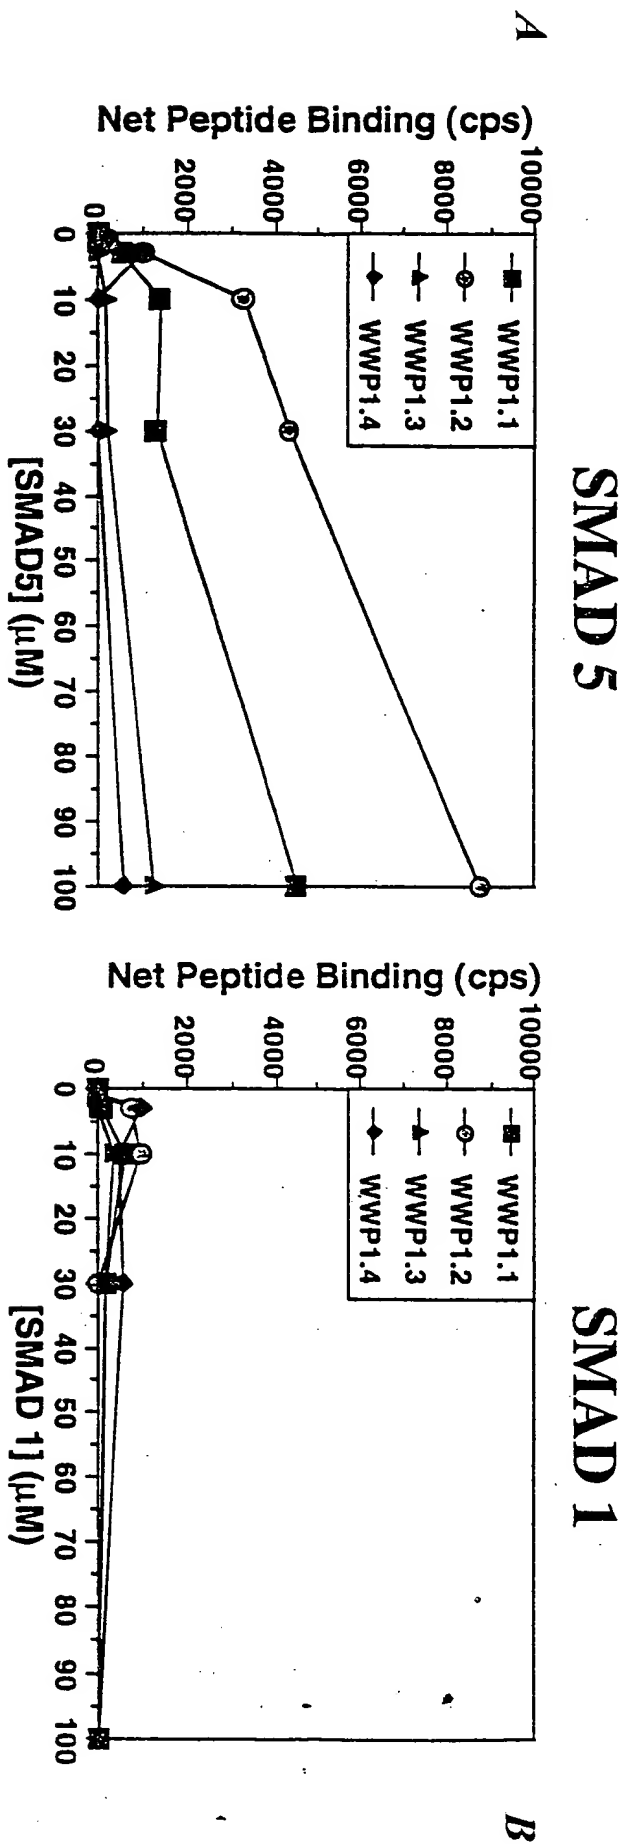 A
SMAD 5
Net Peptide Binding (cps)
10000
8000
6000
4000
2000
0
WWP1.1
WWP1.2
WWP1.3
WWP1.4
0 10 20 30 40 50 60 70 80 90 100
[SMAD5] (μM)
B
SMAD 1
Net Peptide Binding (cps)
10000
8000
6000
4000
2000
0
WWP1.1
WWP1.2
WWP1.3
WWP1.4
0 10 20 30 40 50 60 70 80 90 100
[SMAD 1] (μM)